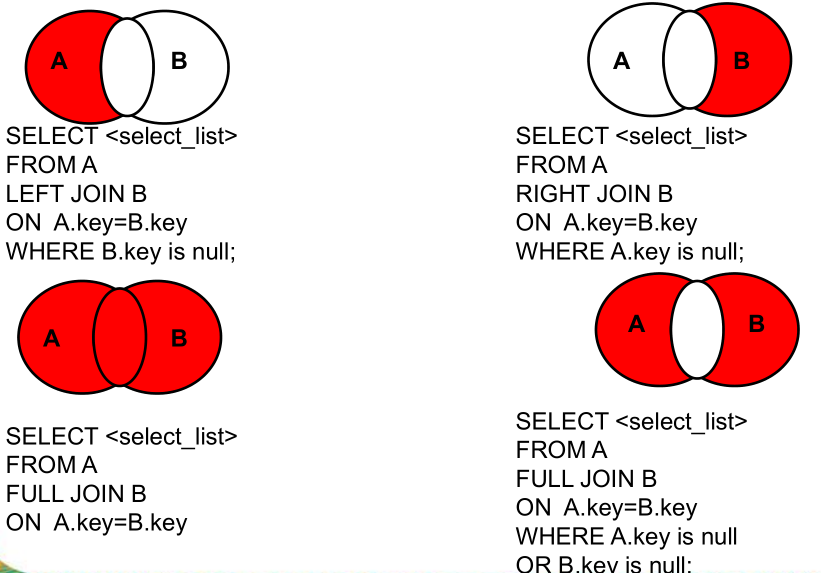 A B
SELECT <select_list>
FROM A
LEFT JOIN B
ON A.key=B.key
WHERE B.key is null;
A B
SELECT <select_list>
FROM A
RIGHT JOIN B
ON A.key=B.key
WHERE A.key is null;
A B
SELECT <select_list>
FROM A
FULL JOIN B
ON A.key=B.key
A B
SELECT <select_list>
FROM A
FULL JOIN B
ON A.key=B.key
WHERE A.key is null
OR B.key is null;